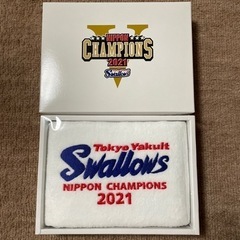 NIPPON
CHAMPIONS
2021
Swallows
Tokyo Yakult
Swallows
NIPPON CHAMPIONS
2021